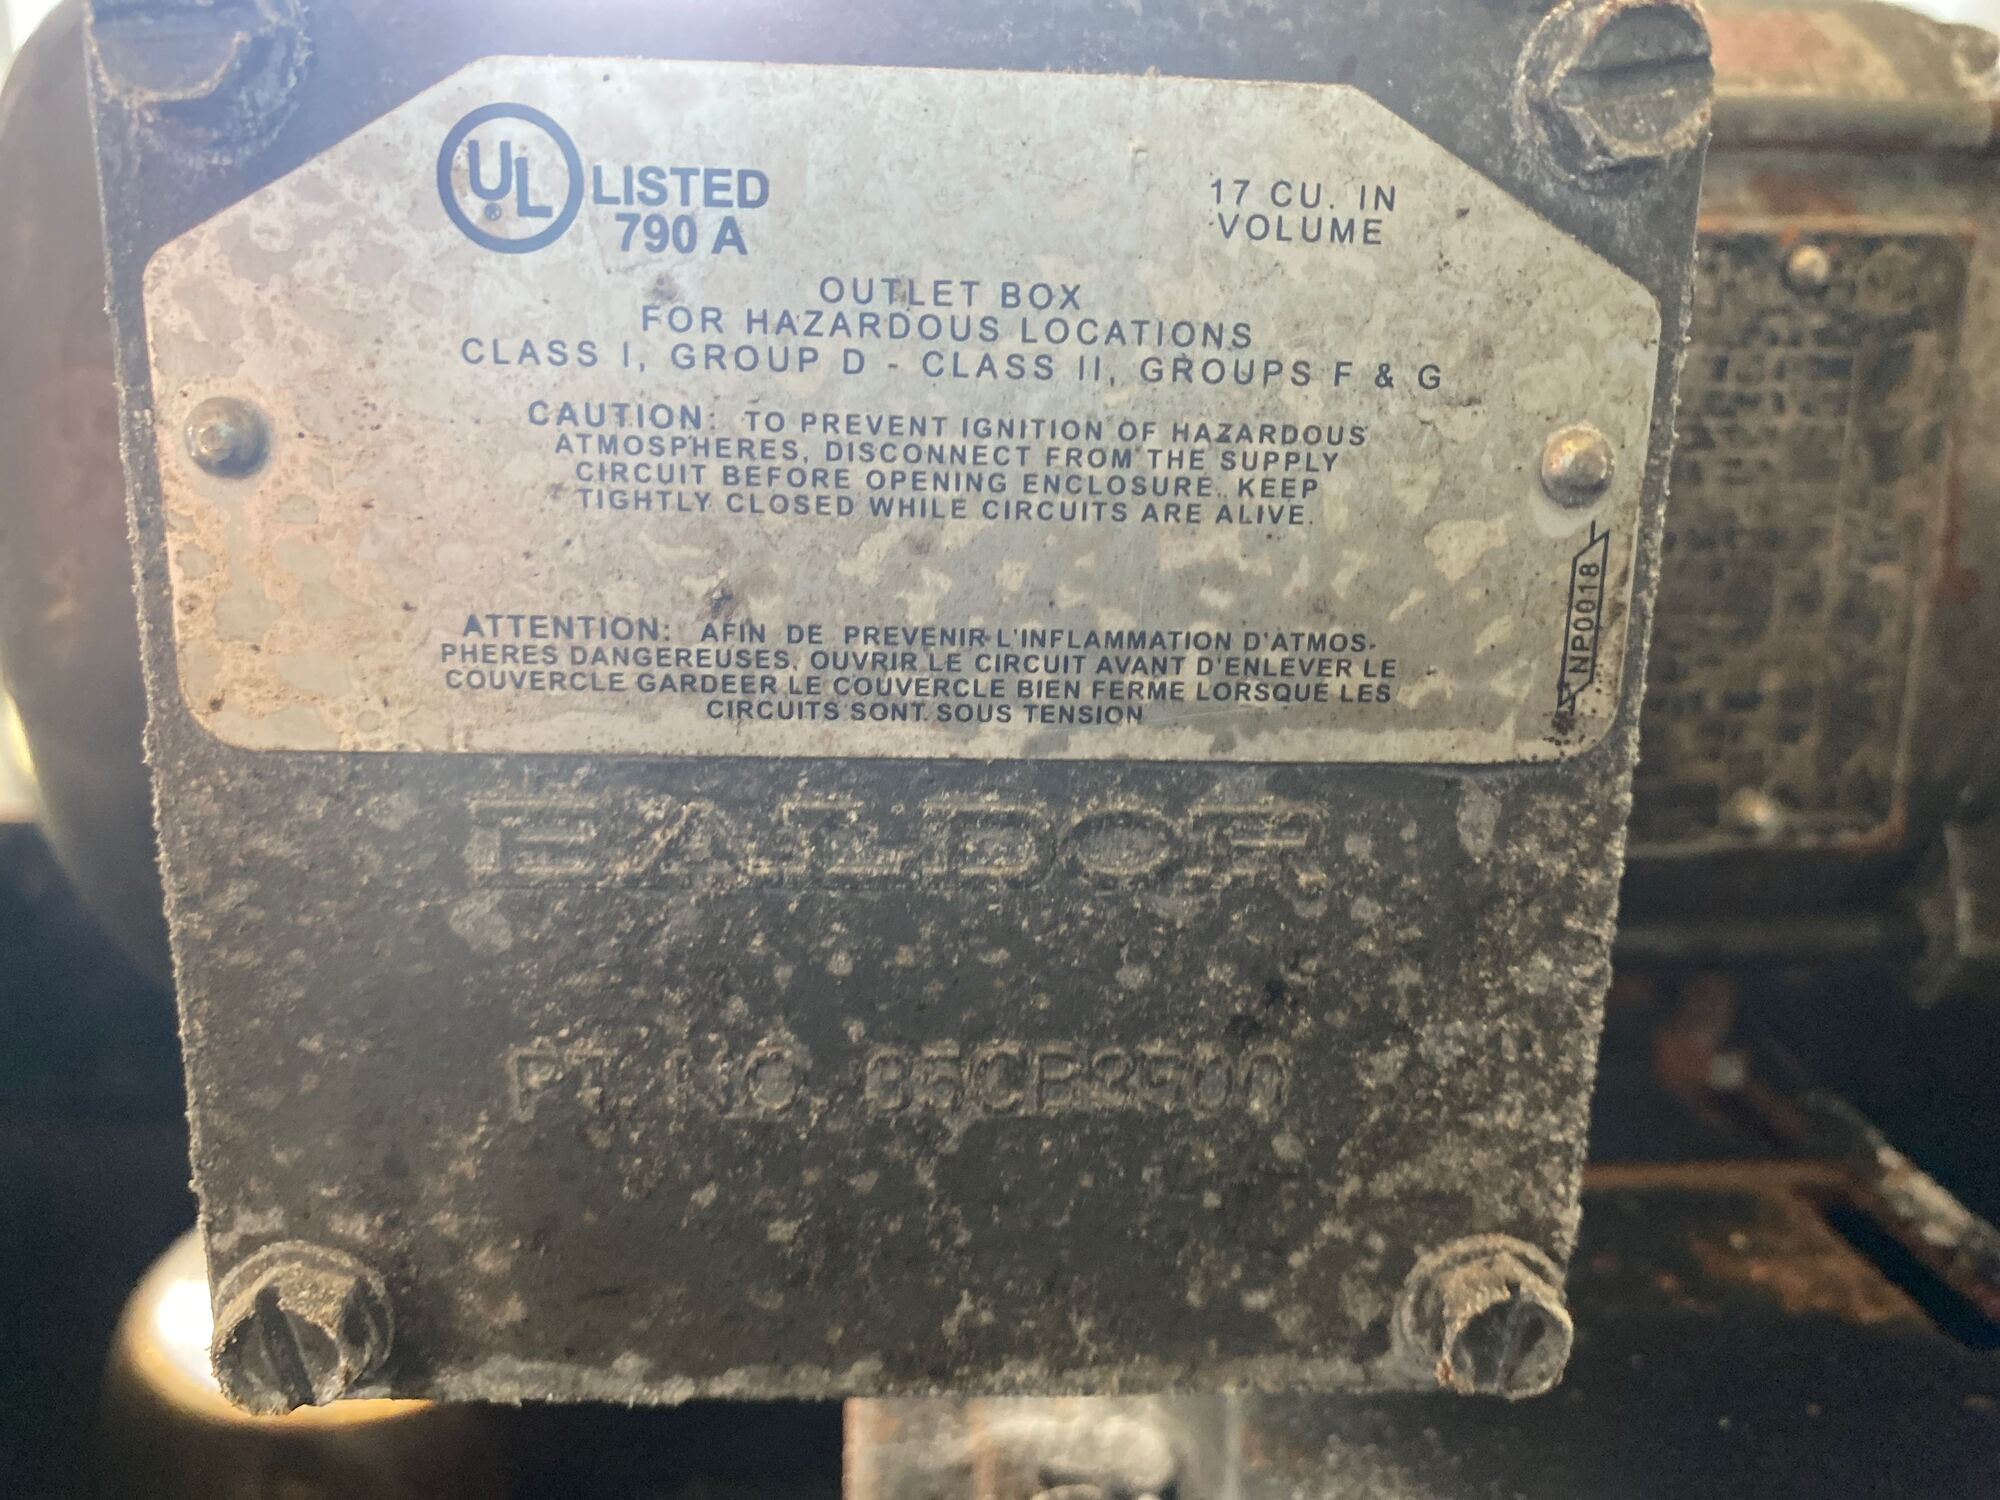 UL® LISTED
790 A
17 CU. IN
VOLUME
OUTLET BOX
FOR HAZARDOUS LOCATIONS
CLASS I, GROUP D - CLASS II, GROUPS F & G
CAUTION: TO PREVENT IGNITION OF HAZARDOUS
ATMOSPHERES, DISCONNECT FROM THE SUPPLY
CIRCUIT BEFORE OPENING ENCLOSURE. KEEP
TIGHTLY CLOSED WHILE CIRCUITS ARE ALIVE.
ATTENTION: AFIN DE PREVENIR L'INFLAMMATION D'ATMOS-
PHERES DANGEREUSES, OUVRIR LE CIRCUIT AVANT D'ENLEVER LE
COUVERCLE GARDEER LE COUVERCLE BIEN FERME LORSQUE LES
CIRCUITS SONT SOUS TENSION
NP0018
BALDOR
PT. NO.